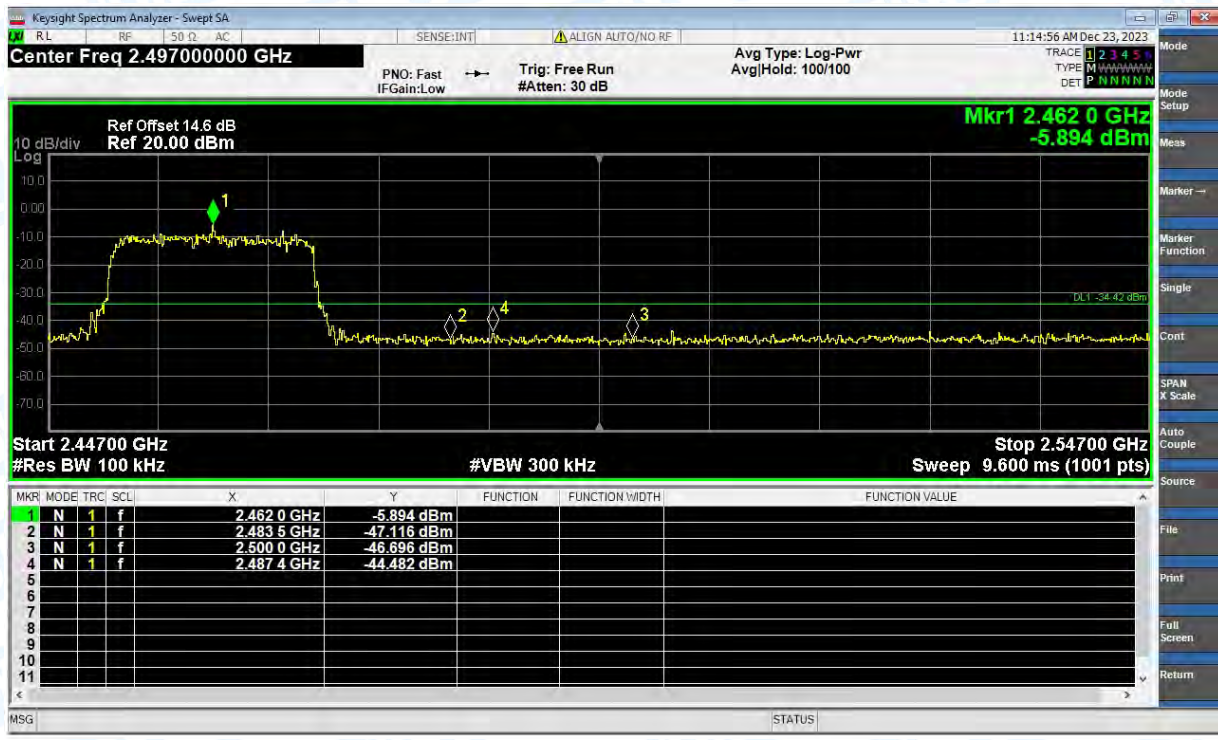 Keysight Spectrum Analyzer - Swept SA
LXI RL RF 50 Ω AC SENSE:INT ALIGN AUTO/NO RF 11:14:56 AM Dec 23, 2023
Center Freq 2.497000000 GHz
PNO: Fast
IFGain:Low
Trig: Free Run
#Atten: 30 dB
Avg Type: Log-Pwr
Avg|Hold: 100/100
TRACE 1 2 3 4 5 6
TYPE M W W W W W
DET P N N N N N
Ref Offset 14.6 dB
10 dB/div Ref 20.00 dBm
Log
Mkr1 2.462 0 GHz
-5.894 dBm
10.0
0.00
-10.0
-20.0
-30.0
-40.0
-50.0
-60.0
-70.0
1
2
4
3
DL1 -34.42 dBm
Start 2.44700 GHz Stop 2.54700 GHz
#Res BW 100 kHz #VBW 300 kHz Sweep 9.600 ms (1001 pts)
MKR MODE TRC SCL X Y FUNCTION FUNCTION WIDTH FUNCTION VALUE
1 N 1 f 2.462 0 GHz -5.894 dBm
2 N 1 f 2.483 5 GHz -47.116 dBm
3 N 1 f 2.500 0 GHz -46.696 dBm
4 N 1 f 2.487 4 GHz -44.482 dBm
5
6
7
8
9
10
11
MSG STATUS
Mode
Mode
Setup
Meas
Marker→
Marker
Function
Single
Cont
SPAN
X Scale
Auto
Couple
Source
File
Print
Full
Screen
Return